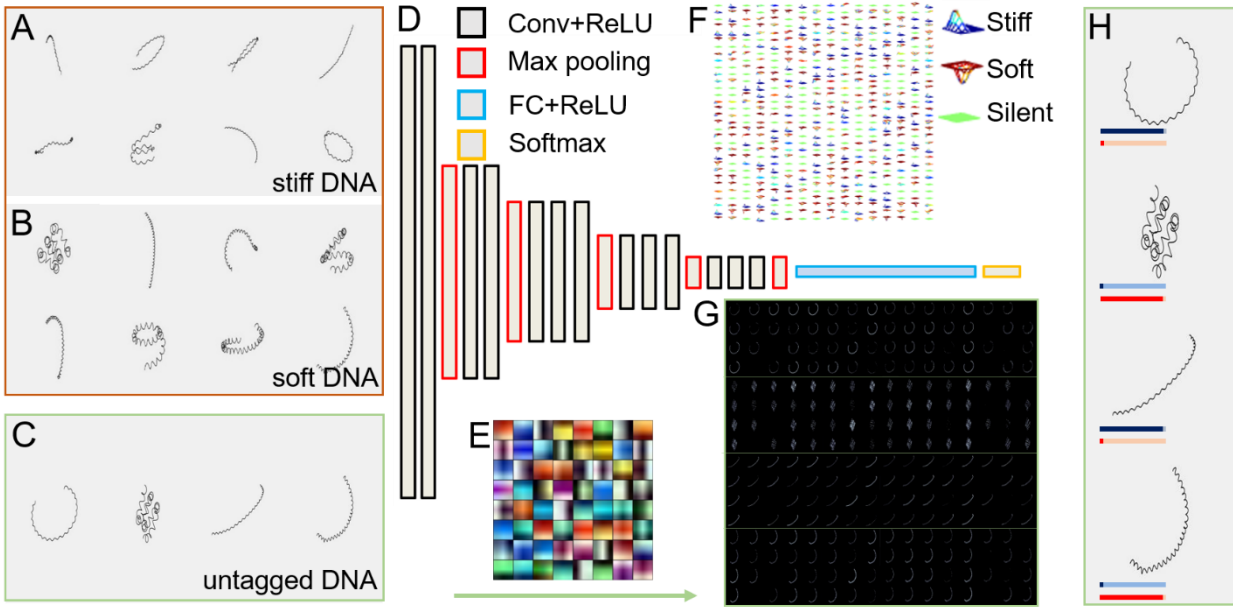 A
stiff DNA
B
soft DNA
C
untagged DNA
D
Conv+ReLU
Max pooling
FC+ReLU
Softmax
E
F
Stiff
Soft
Silent
G
H